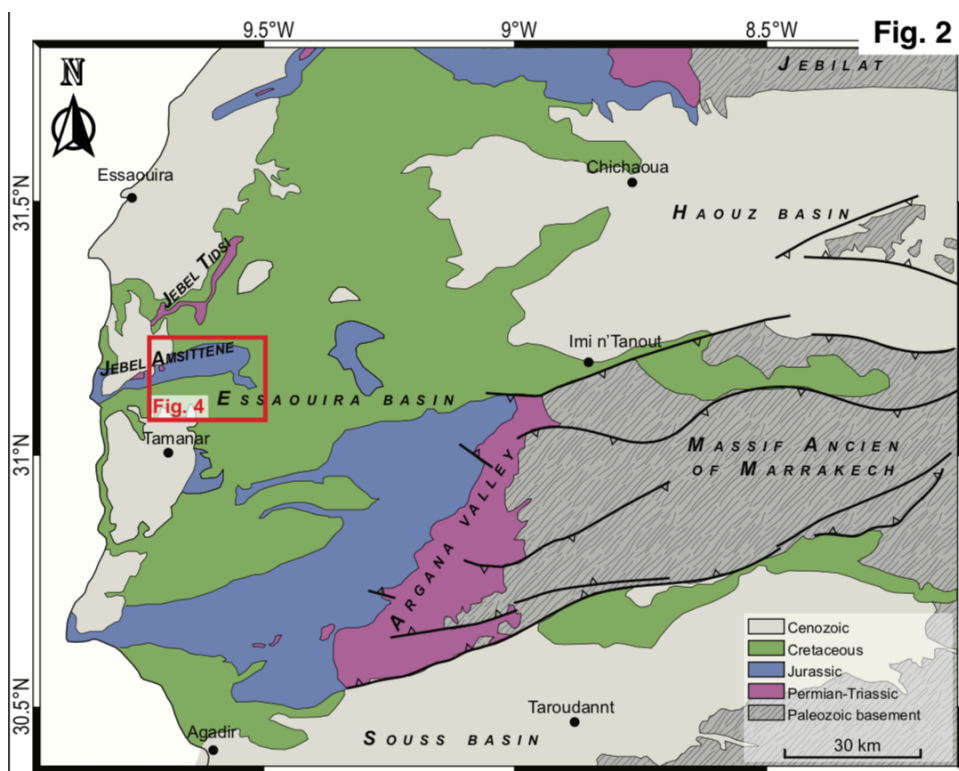 Fig. 2
9.5°W
9°W
8.5°W
N
JEBILAT
Essaouira
Chichaoua
31.5°N
HAOUZ BASIN
JEBEL TIDSI
Imi n'Tanout
JEBEL AMSITTENE
ESSAOUIRA BASIN
Fig. 4
Tamanar
31°N
MASSIF ANCIEN
OF MARRAKECH
ARGANA VALLEY
Cenozoic
Cretaceous
Jurassic
Permian-Triassic
Paleozoic basement
30 km
30.5°N
Taroudannt
Agadir
SOUSS BASIN